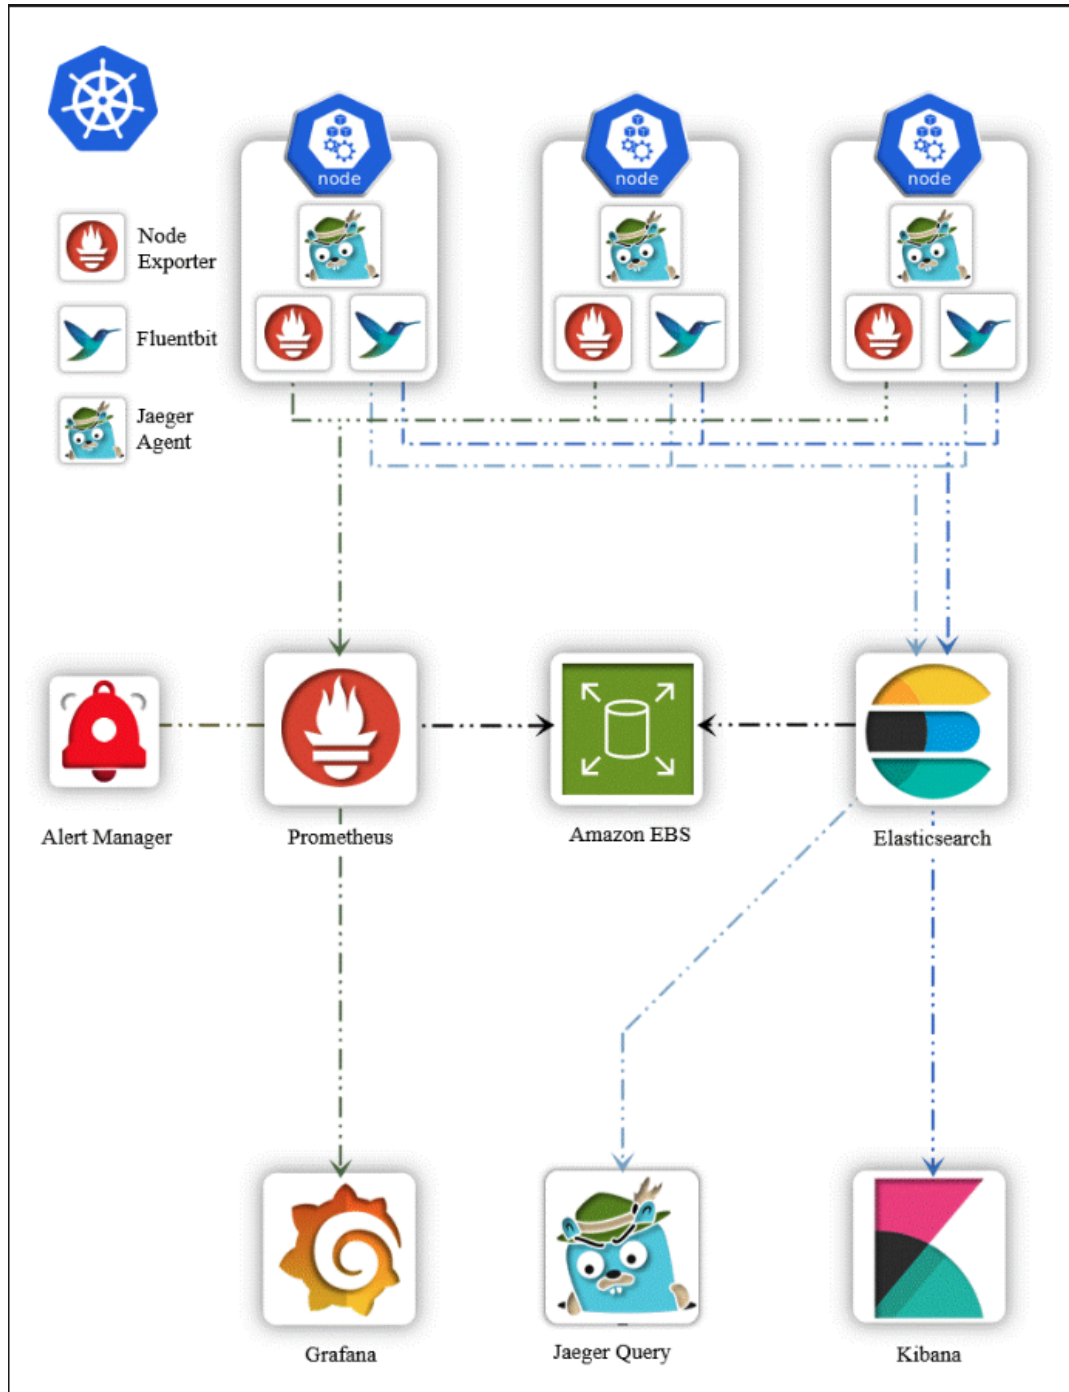 node
node
node
Node
Exporter
Fluentbit
Jaeger
Agent
Alert Manager
Prometheus
Amazon EBS
Elasticsearch
Grafana
Jaeger Query
Kibana